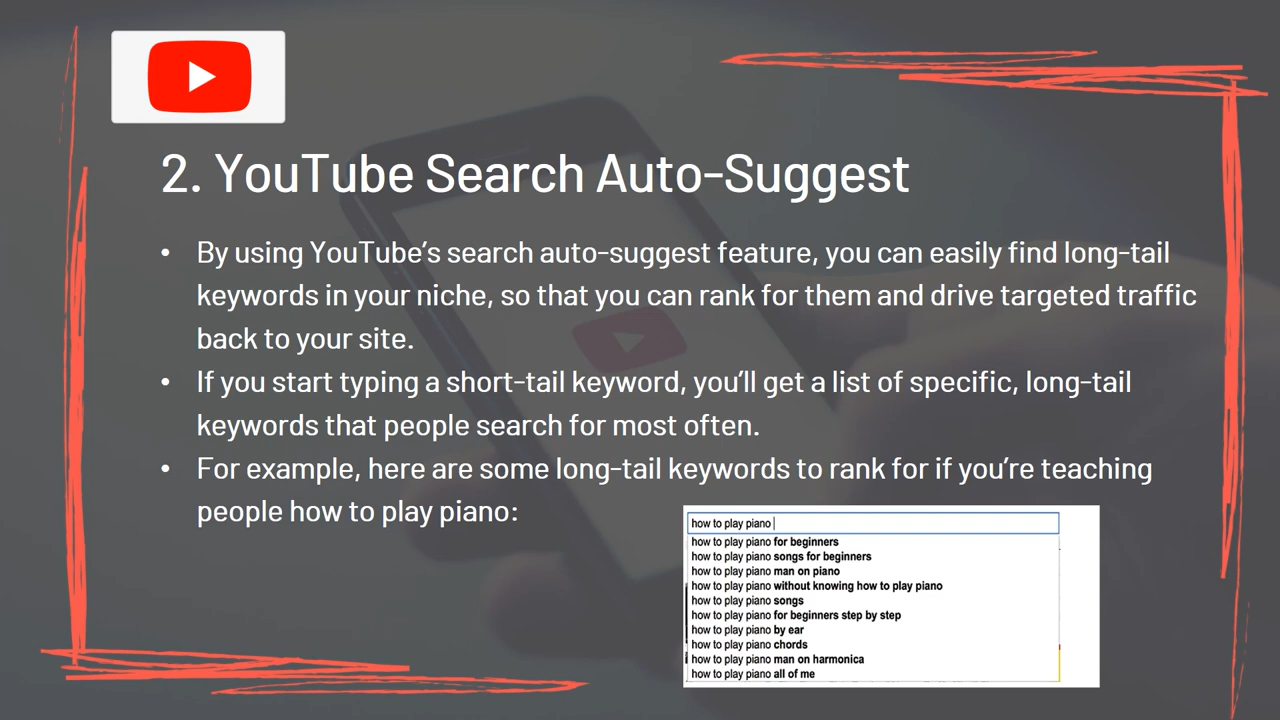 2. YouTube Search Auto-Suggest
• By using YouTube’s search auto-suggest feature, you can easily find long-tail
keywords in your niche, so that you can rank for them and drive targeted traffic
back to your site.
• If you start typing a short-tail keyword, you’ll get a list of specific, long-tail
keywords that people search for most often.
• For example, here are some long-tail keywords to rank for if you’re teaching
people how to play piano:
how to play piano
how to play piano for beginners
how to play piano songs for beginners
how to play piano man on piano
how to play piano without knowing how to play piano
how to play piano songs
how to play piano for beginners step by step
how to play piano by ear
how to play piano chords
how to play piano man on harmonica
how to play piano all of me